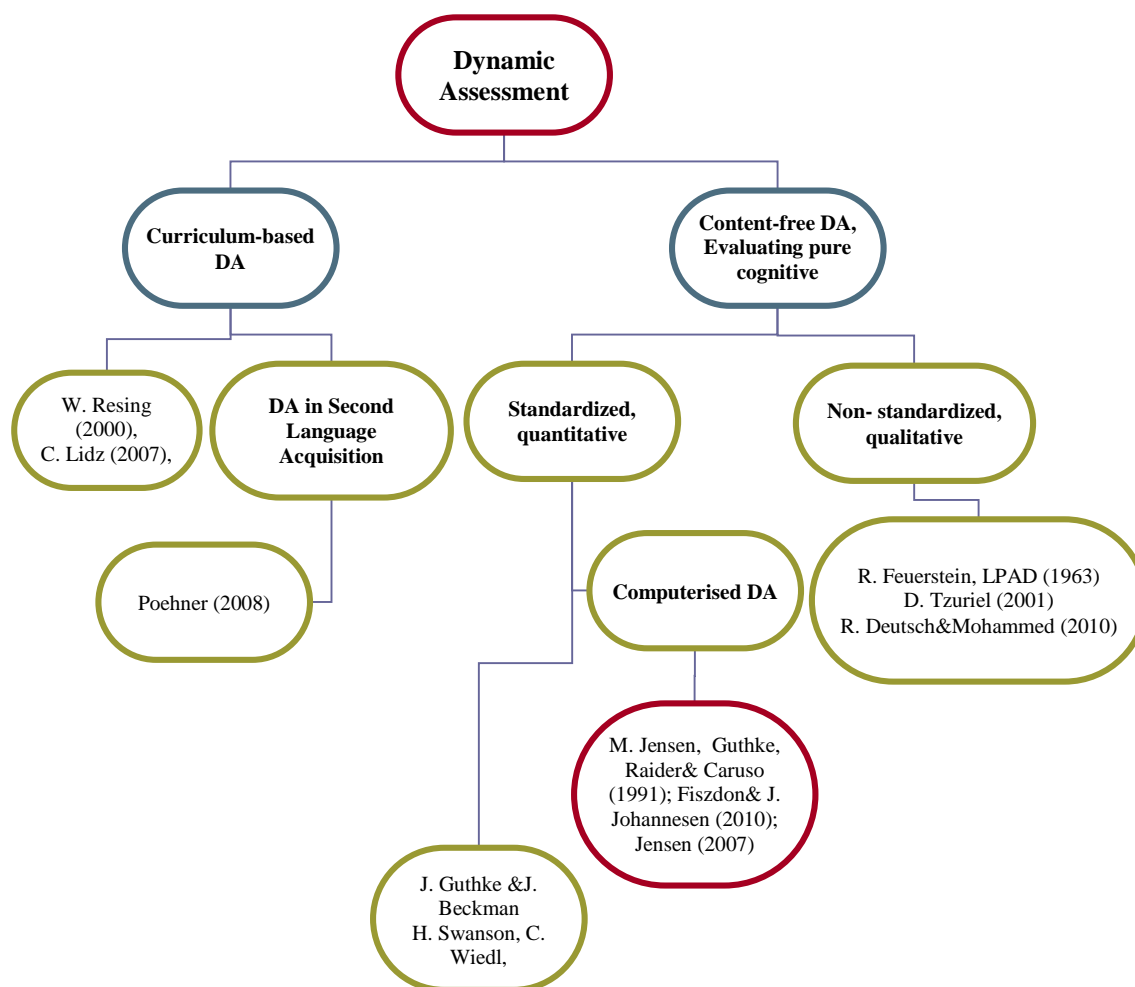 Dynamic
Assessment
Curriculum-based
DA
Content-free DA,
Evaluating pure
cognitive
W. Resing
(2000),
C. Lidz (2007),
DA in Second
Language
Acquisition
Standardized,
quantitative
Non- standardized,
qualitative
Poehner (2008)
Computerised DA
R. Feuerstein, LPAD (1963)
D. Tzuriel (2001)
R. Deutsch&Mohammed (2010)
M. Jensen, Guthke,
Raider& Caruso
(1991); Fiszdon& J.
Johannesen (2010);
Jensen (2007)
J. Guthke &J.
Beckman
H. Swanson, C.
Wiedl,